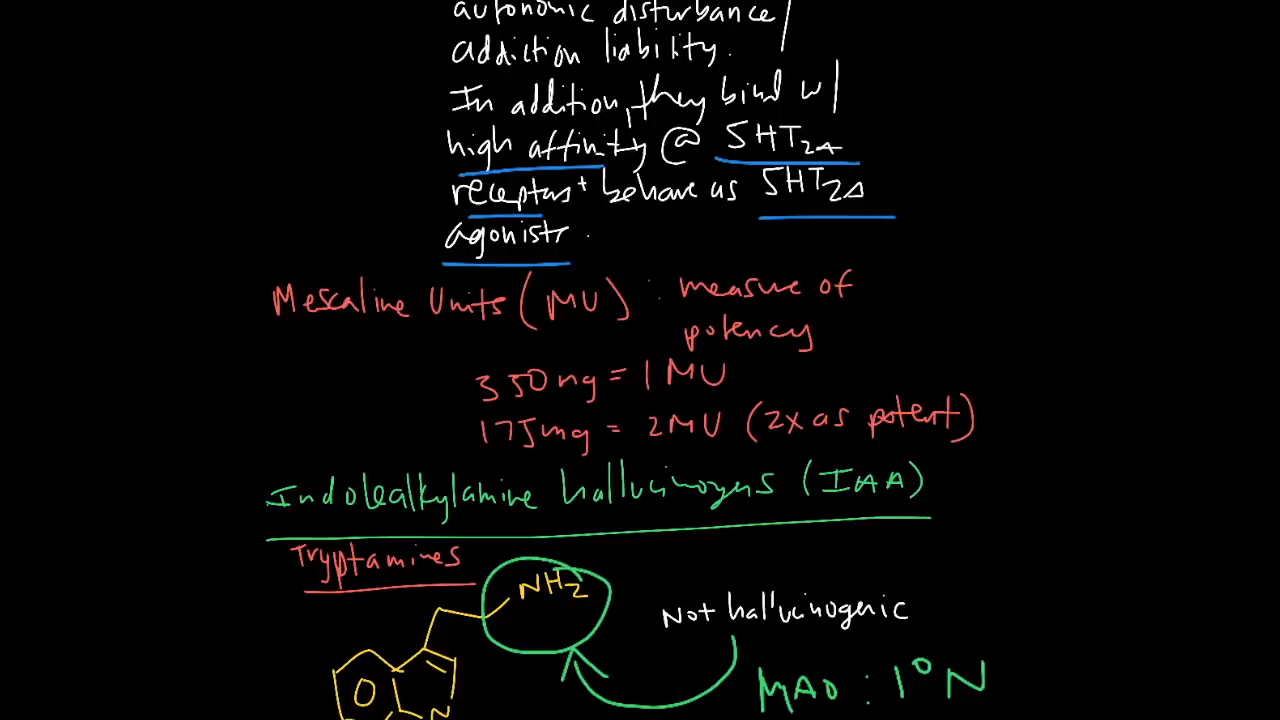 autonomic disturbance/
addiction liability.
In addition, they bind w/
high affinity @ 5HT2A
receptors + behave as 5HT2A
agonists.
Mescaline Units (MU) : measure of
potency
350mg = 1 MU
175mg = 2MU (2x as potent)
Indolealkylamine hallucinogens (IAA)
Tryptamines
NH2
Not hallucinogenic
MAO : 1° N
N